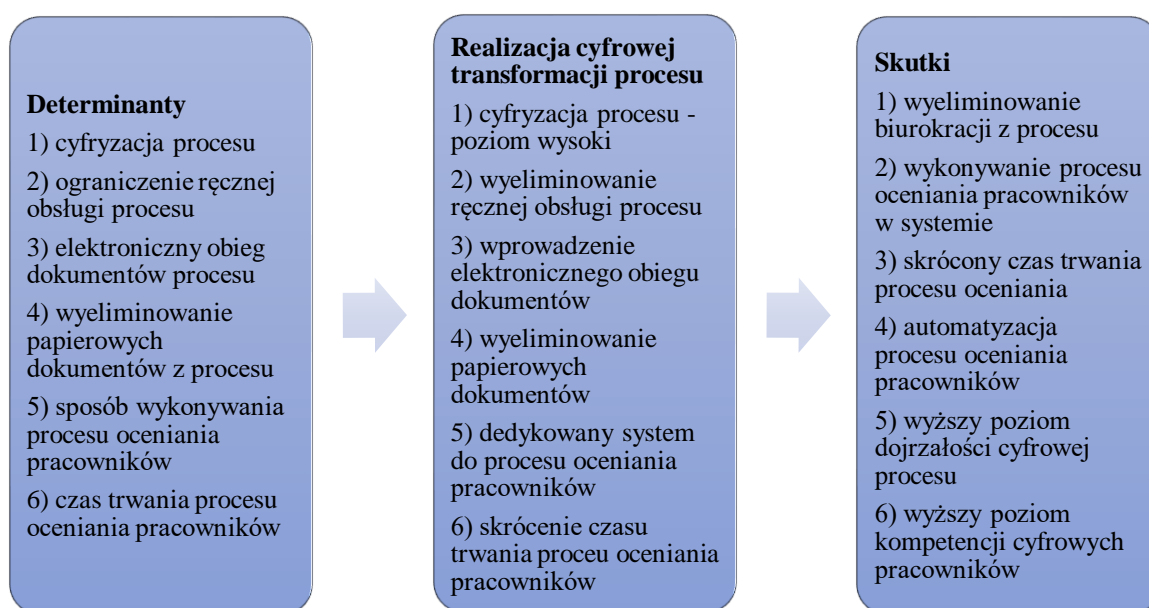 Determinanty
1) cyfryzacja procesu
2) ograniczenie ręcznej
obsługi procesu
3) elektroniczny obieg
dokumentów procesu
4) wyeliminowanie
papierowych
dokumentów z procesu
5) sposób wykonywania
procesu oceniania
pracowników
6) czas trwania procesu
oceniania pracowników
Realizacja cyfrowej
transformacji procesu
1) cyfryzacja procesu -
poziom wysoki
2) wyeliminowanie
ręcznej obsługi procesu
3) wprowadzenie
elektronicznego obiegu
dokumentów
4) wyeliminowanie
papierowych
dokumentów
5) dedykowany system
do procesu oceniania
pracowników
6) skrócenie czasu
trwania proceu oceniania
pracowników
Skutki
1) wyeliminowanie
biurokracji z procesu
2) wykonywanie procesu
oceniania pracowników
w systemie
3) skrócony czas trwania
procesu oceniania
4) automatyzacja
procesu oceniania
pracowników
5) wyższy poziom
dojrzałości cyfrowej
procesu
6) wyższy poziom
kompetencji cyfrowych
pracowników